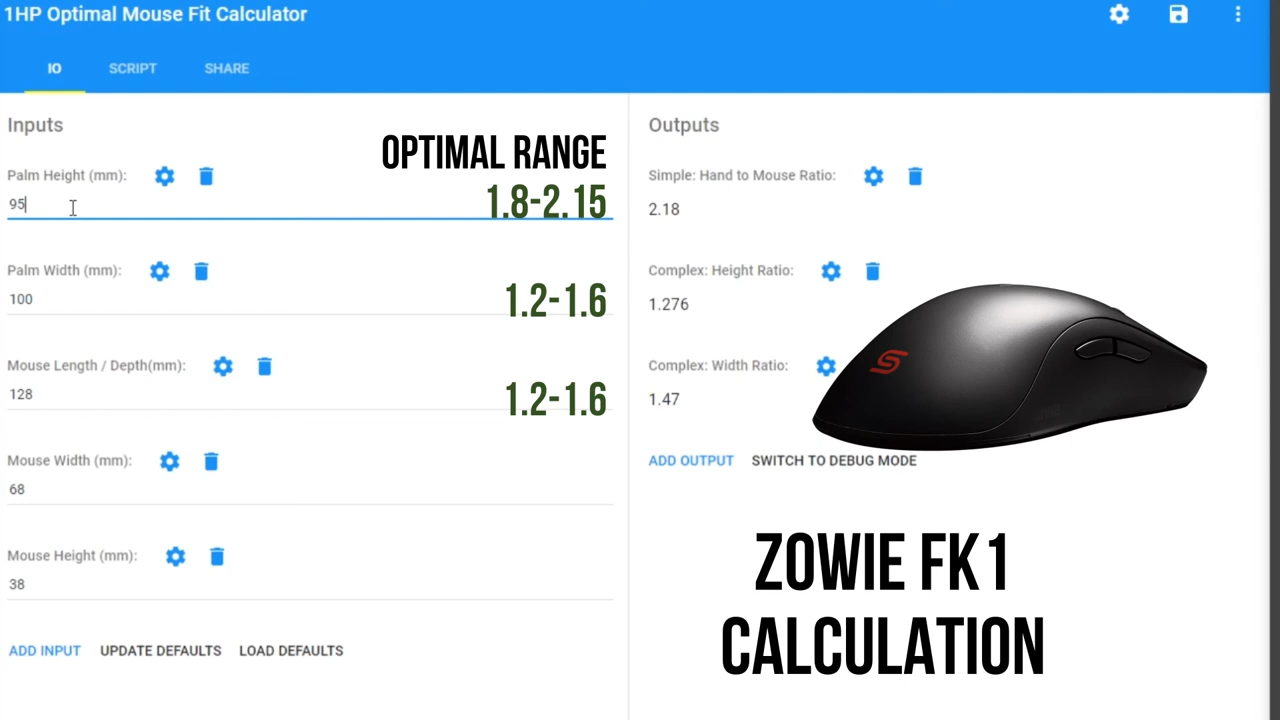 1HP Optimal Mouse Fit Calculator
IO
SCRIPT
SHARE
Inputs
OPTIMAL RANGE
Palm Height (mm):
95
1.8-2.15
Palm Width (mm):
100
1.2-1.6
Mouse Length / Depth(mm):
128
1.2-1.6
Mouse Width (mm):
68
Mouse Height (mm):
38
ADD INPUT
UPDATE DEFAULTS
LOAD DEFAULTS
Outputs
Simple: Hand to Mouse Ratio:
2.18
Complex: Height Ratio:
1.276
Complex: Width Ratio:
1.47
ADD OUTPUT
SWITCH TO DEBUG MODE
ZOWIE FK1
CALCULATION